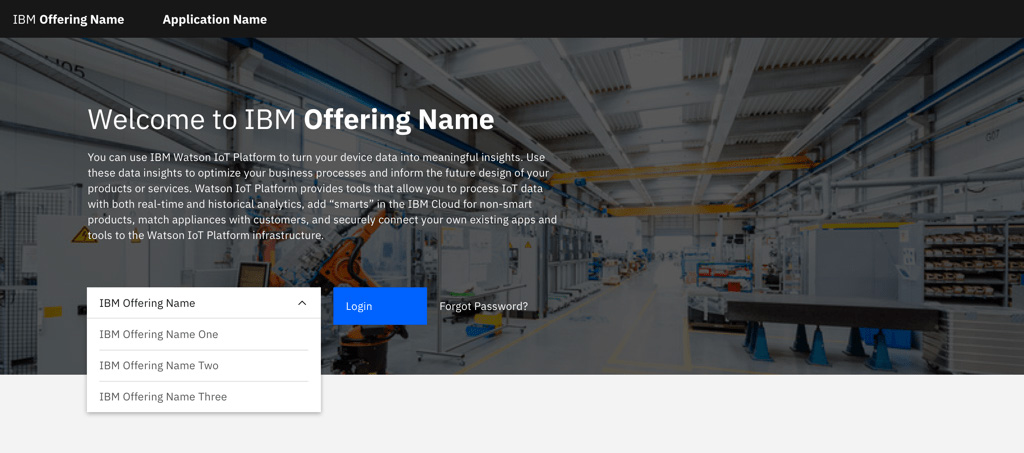 IBM Offering Name
Application Name
Welcome to IBM Offering Name
You can use IBM Watson IoT Platform to turn your device data into meaningful insights. Use
these data insights to optimize your business processes and inform the future design of your
products or services. Watson IoT Platform provides tools that allow you to process IoT data
with both real-time and historical analytics, add “smarts” in the IBM Cloud for non-smart
products, match appliances with customers, and securely connect your own existing apps and
tools to the Watson IoT Platform infrastructure.
IBM Offering Name
Login
Forgot Password?
IBM Offering Name One
IBM Offering Name Two
IBM Offering Name Three